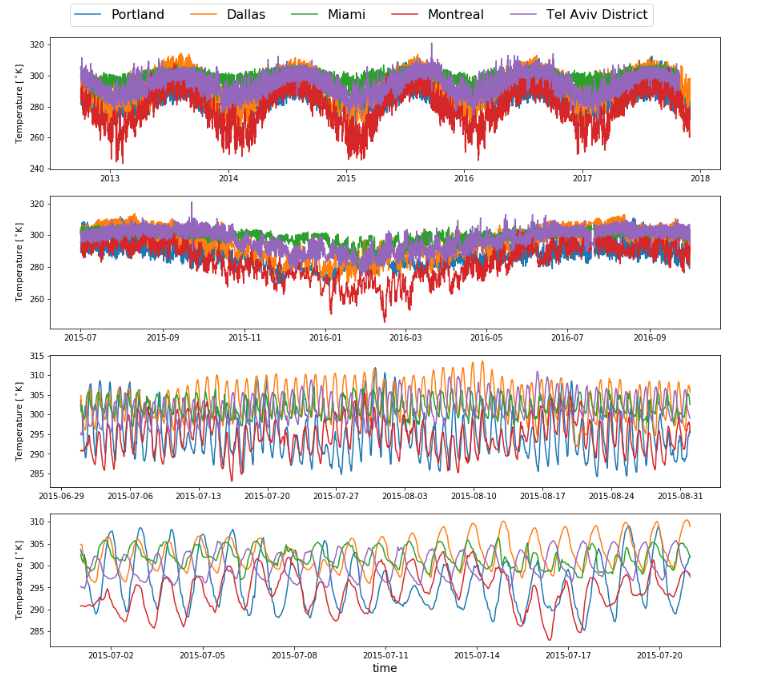 Portland Dallas Miami Montreal Tel Aviv District
Temperature [°K]
320
300
280
260
240
2013 2014 2015 2016 2017 2018
Temperature [°K]
320
300
280
260
2015-07 2015-09 2015-11 2016-01 2016-03 2016-05 2016-07 2016-09
Temperature [°K]
315
310
305
300
295
290
285
2015-06-29 2015-07-06 2015-07-13 2015-07-20 2015-07-27 2015-08-03 2015-08-10 2015-08-17 2015-08-24 2015-08-31
Temperature [°K]
310
305
300
295
290
285
2015-07-02 2015-07-05 2015-07-08 2015-07-11 2015-07-14 2015-07-17 2015-07-20
time